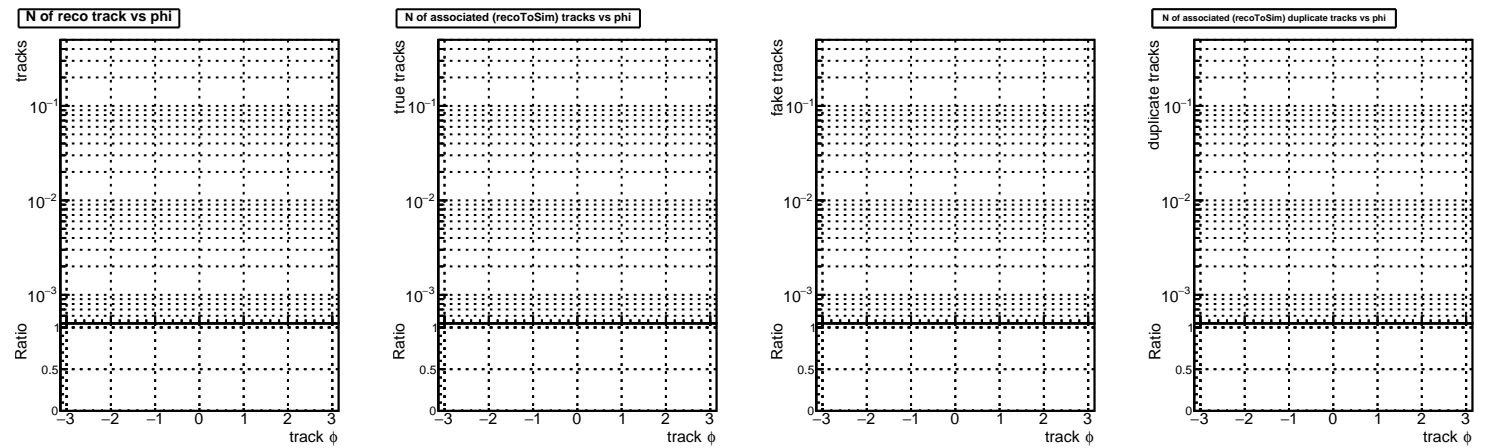 N of reco track vs phi
tracks
10⁻¹
10⁻²
10⁻³
Ratio
1
0.5
0
−3 −2 −1 0 1 2 3
track ϕ
N of associated (recoToSim) tracks vs phi
true tracks
10⁻¹
10⁻²
10⁻³
Ratio
1
0.5
0
−3 −2 −1 0 1 2 3
track ϕ
fake tracks
10⁻¹
10⁻²
10⁻³
Ratio
1
0.5
0
−3 −2 −1 0 1 2 3
track ϕ
N of associated (recoToSim) duplicate tracks vs phi
duplicate tracks
10⁻¹
10⁻²
10⁻³
Ratio
1
0.5
0
−3 −2 −1 0 1 2 3
track ϕ